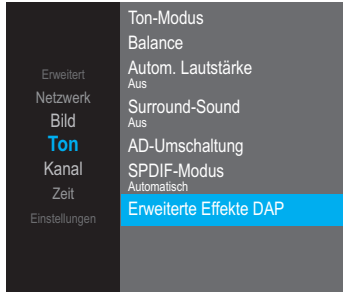 Erweitert
Netzwerk
Bild
Ton
Kanal
Zeit
Einstellungen
Ton-Modus
Balance
Autom. Lautstärke
Aus
Surround-Sound
Aus
AD-Umschaltung
SPDIF-Modus
Automatisch
Erweiterte Effekte DAP